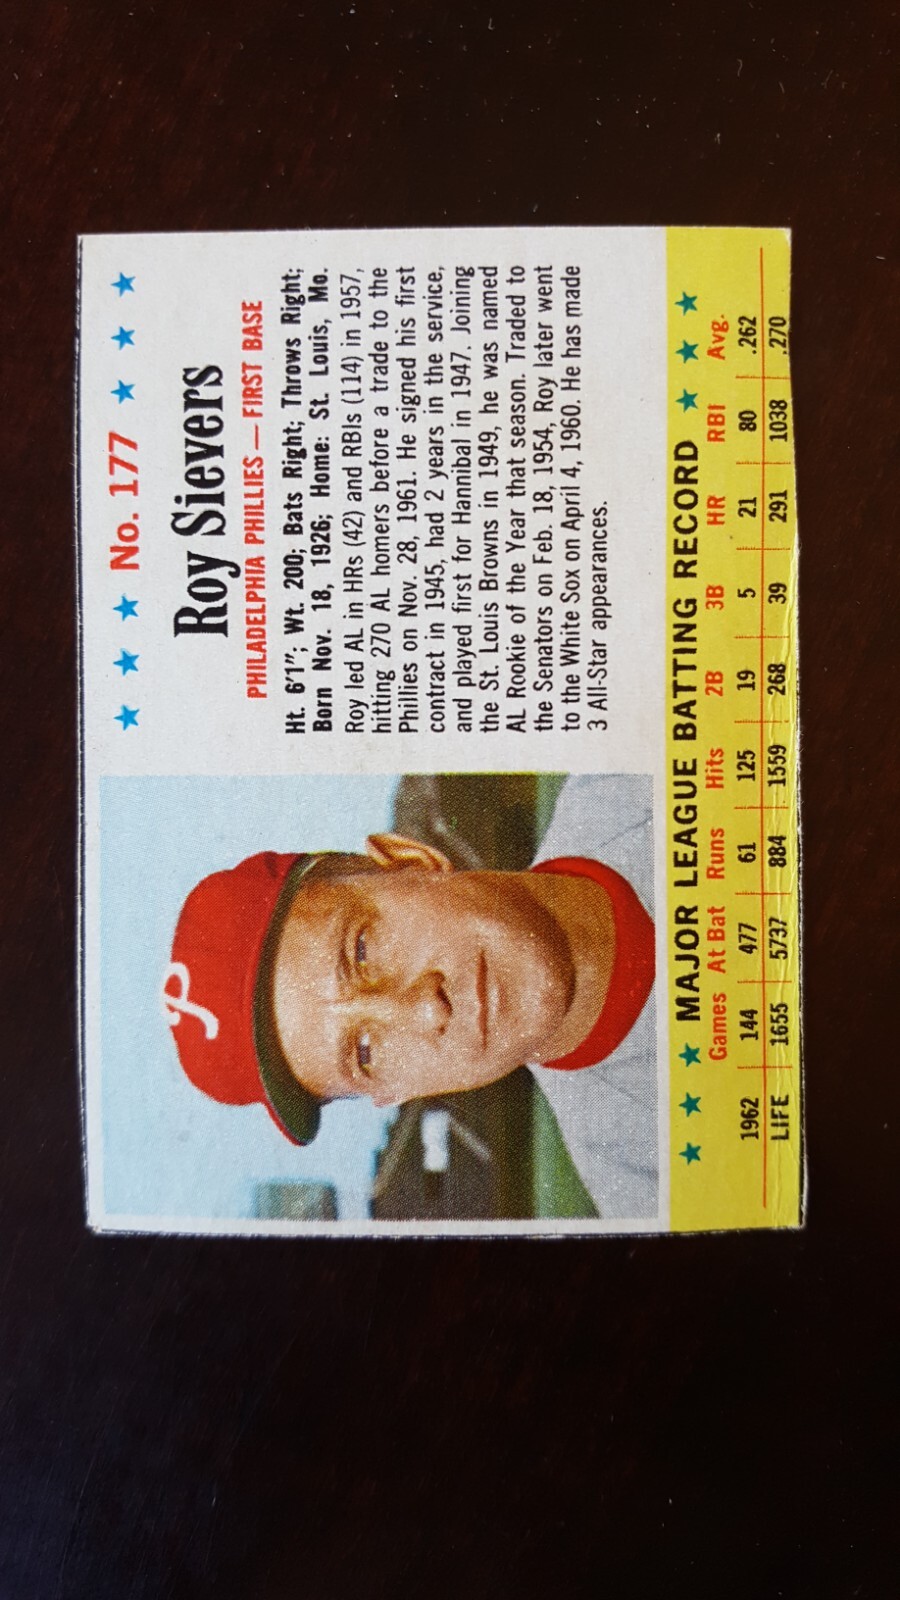 No. 177
Roy Sievers
PHILADELPHIA PHILLIES—FIRST BASE
Ht. 6'1"; Wt. 200; Bats Right; Throws Right;
Born Nov. 18, 1926; Home: St. Louis, Mo.
Roy led AL in HRs (42) and RBIs (114) in 1957,
hitting 270 AL homers before a trade to the
Phillies on Nov. 28, 1961. He signed his first
contract in 1945, had 2 years in the service,
and played first for Hannibal in 1947. Joining
the St. Louis Browns in 1949, he was named
AL Rookie of the Year that season. Traded to
the Senators on Feb. 18, 1954, Roy later went
to the White Sox on April 4, 1960. He has made
3 All-Star appearances.
P
MAJOR LEAGUE BATTING RECORD
Games At Bat Runs Hits 2B 3B HR RBI Avg.
1962 144 477 61 125 19 5 21 80 .262
LIFE 1655 5737 884 1559 268 39 291 1038 .270